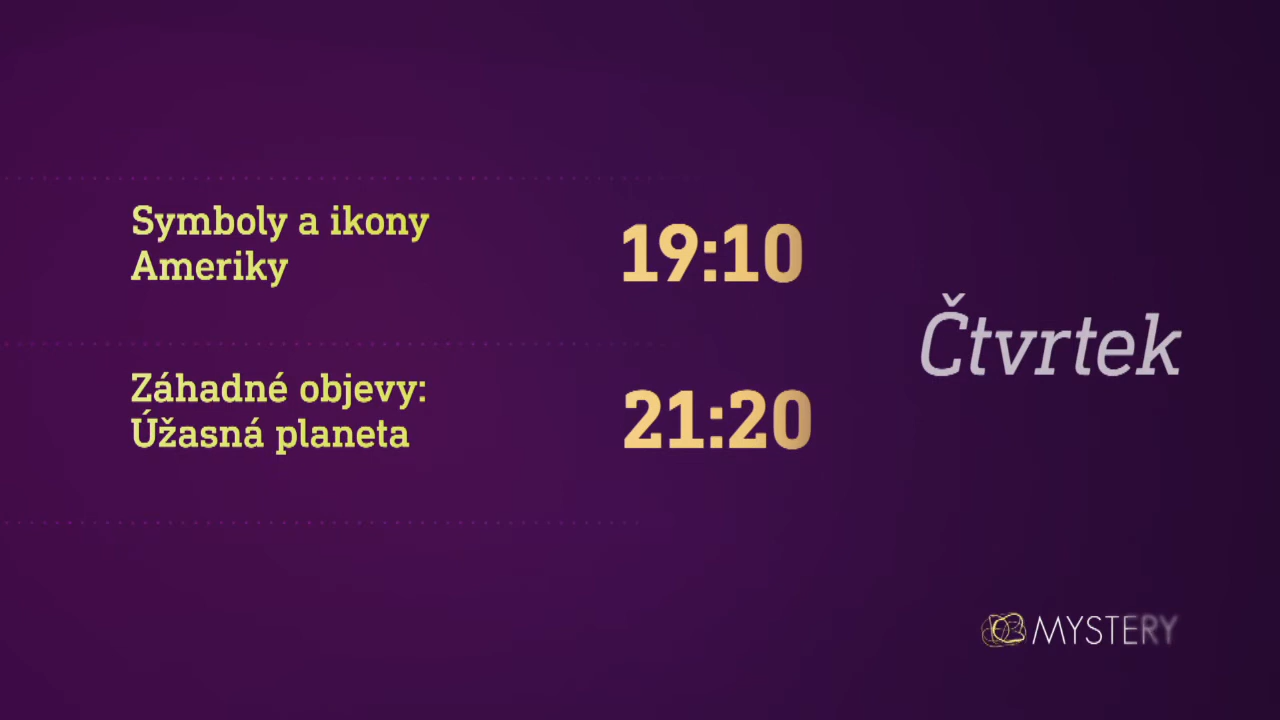 Symboly a ikony
Ameriky
19:10
Záhadné objevy:
Úžasná planeta
21:20
Čtvrtek
MYSTERY